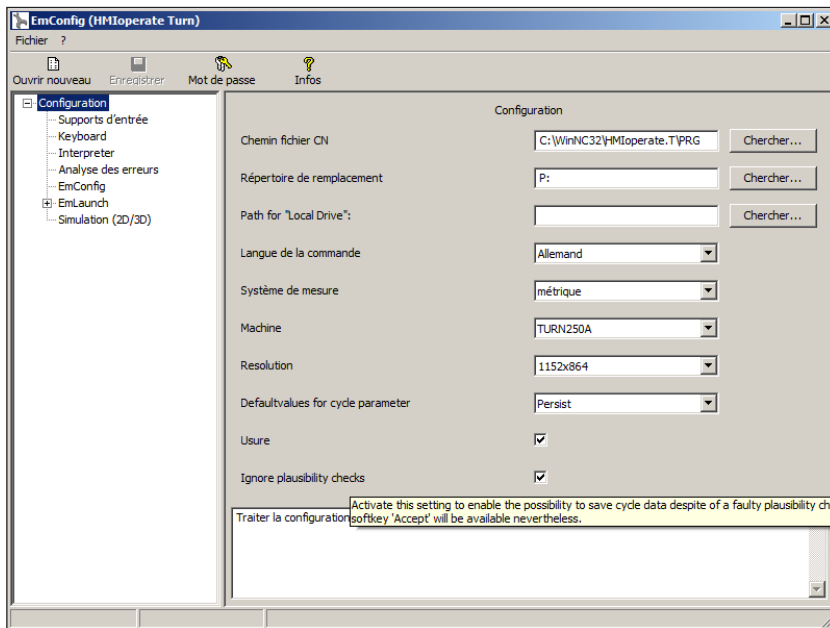 EmConfig (HMIoperate Turn)
Fichier ?
Ouvrir nouveau Enregistrer Mot de passe Infos
Configuration
Supports d'entrée
Keyboard
Interpreter
Analyse des erreurs
EmConfig
EmLaunch
Simulation (2D/3D)
Configuration
Chemin fichier CN C:\WinNC32\HMIoperate.T\PRG Chercher...
Répertoire de remplacement P: Chercher...
Path for "Local Drive": Chercher...
Langue de la commande Allemand
Système de mesure métrique
Machine TURN250A
Resolution 1152x864
Defaultvalues for cycle parameter Persist
Usure
Ignore plausibility checks
Activate this setting to enable the possibility to save cycle data despite of a faulty plausibility ch
softkey 'Accept' will be available nevertheless.
Traiter la configuration